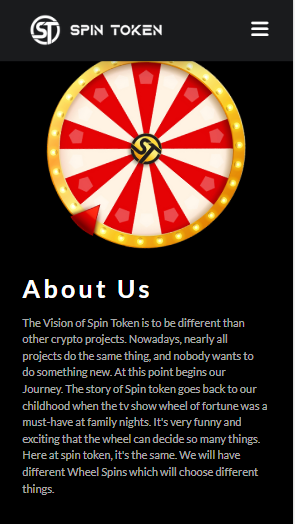 ST SPIN TOKEN
About Us
The Vision of Spin Token is to be different than
other crypto projects. Nowadays, nearly all
projects do the same thing, and nobody wants to
do something new. At this point begins our
Journey. The story of Spin token goes back to our
childhood when the tv show wheel of fortune was a
must-have at family nights. It's very funny and
exciting that the wheel can decide so many things.
Here at spin token, it's the same. We will have
different Wheel Spins which will choose different
things.